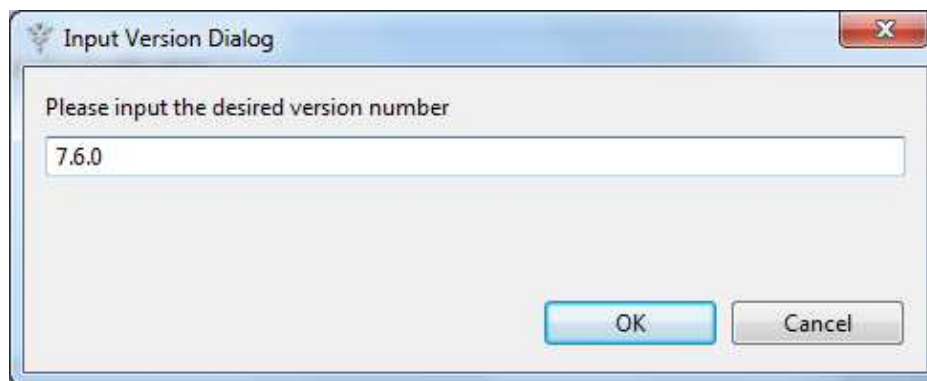 Input Version Dialog
Please input the desired version number
7.6.0
OK Cancel